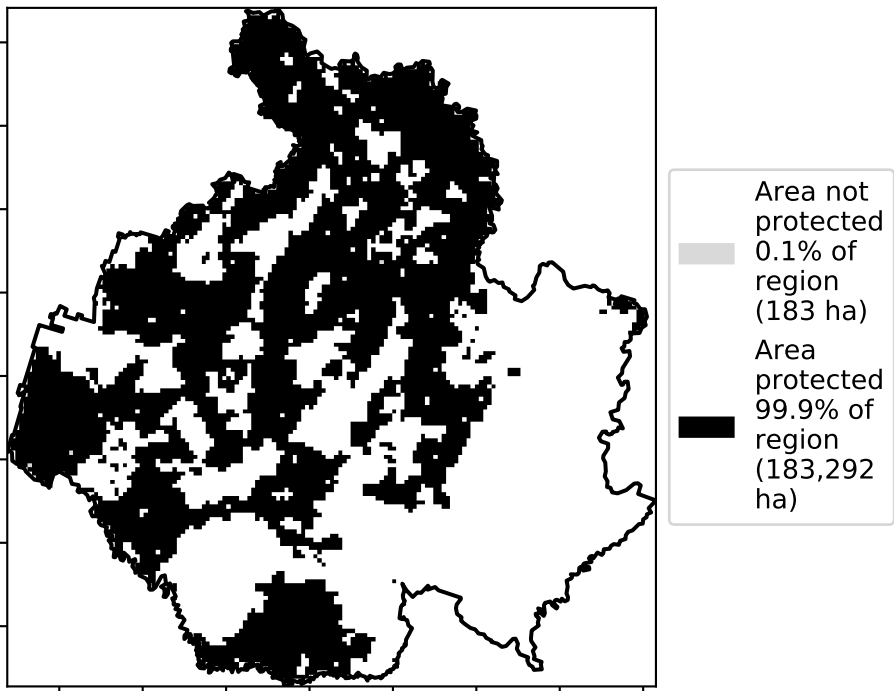 Area not
protected
0.1% of
region
(183 ha)
Area
protected
99.9% of
region
(183,292
ha)